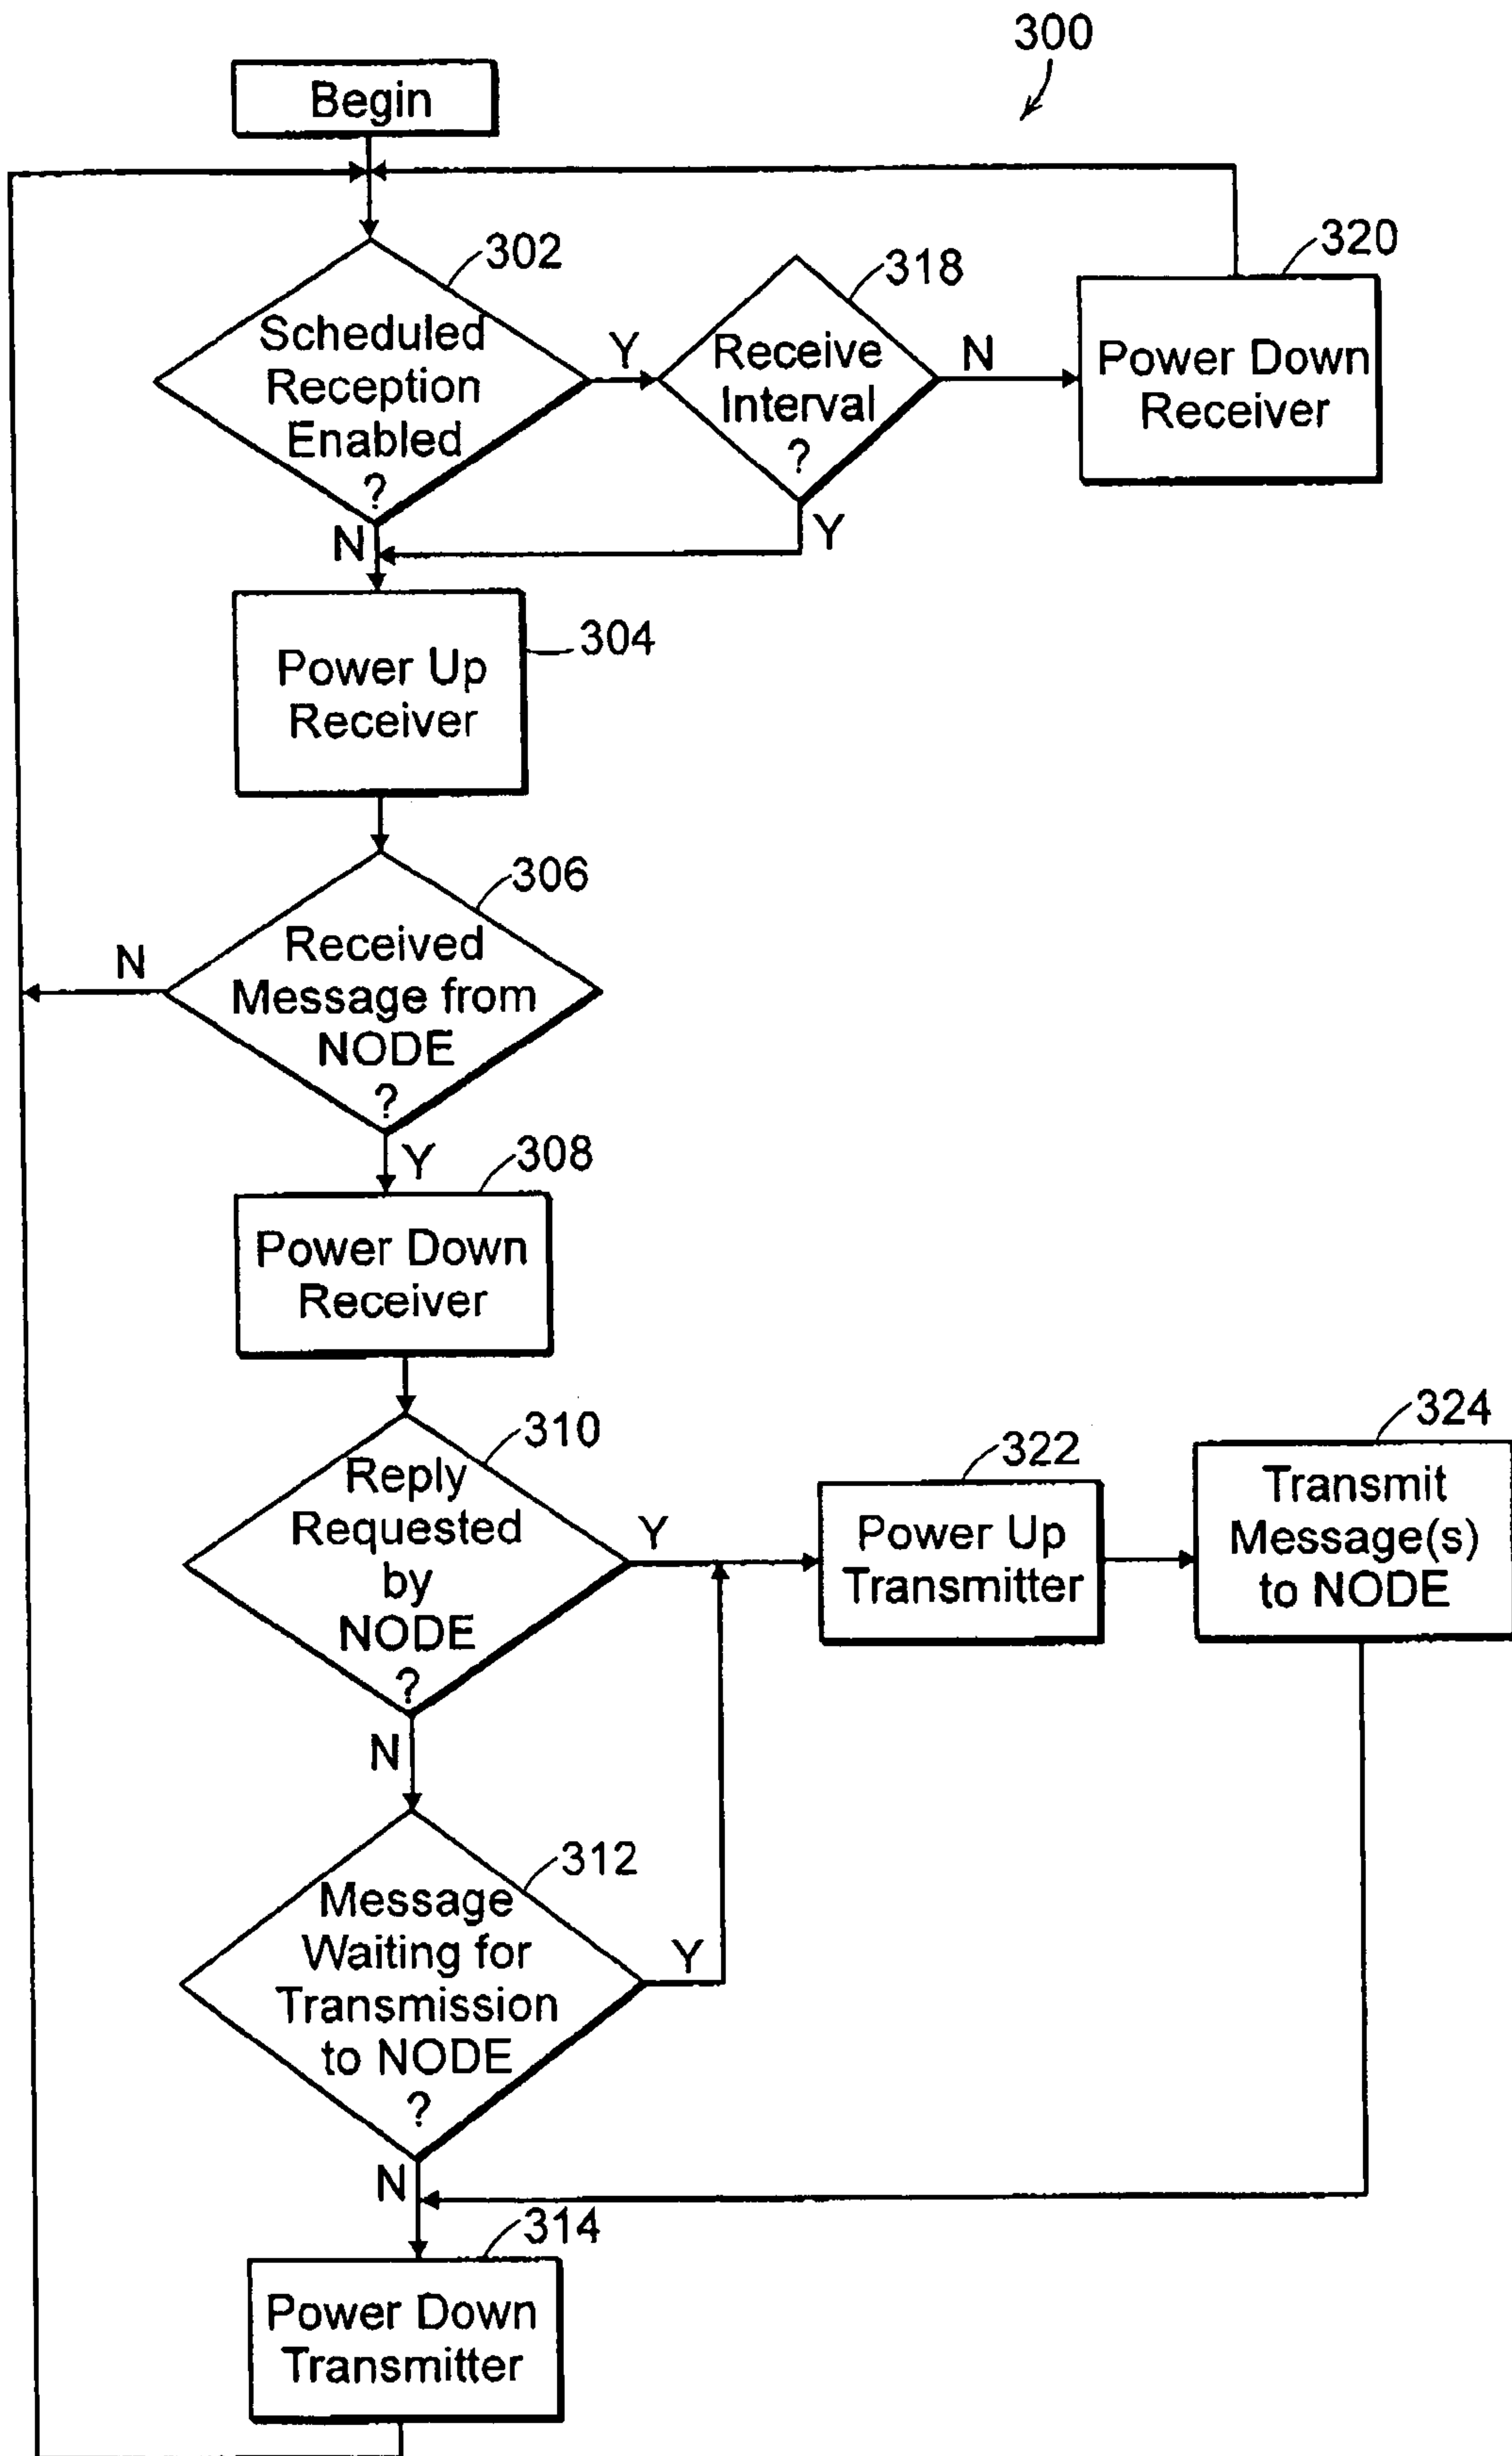 300
Begin
302
Scheduled
Reception
Enabled
?
Y
N
318
Receive
Interval
?
N
Y
320
Power Down
Receiver
304
Power Up
Receiver
306
Received
Message from
NODE
?
N
Y
308
Power Down
Receiver
310
Reply
Requested
by
NODE
?
Y
N
322
Power Up
Transmitter
324
Transmit
Message(s)
to NODE
312
Message
Waiting for
Transmission
to NODE
?
Y
N
314
Power Down
Transmitter